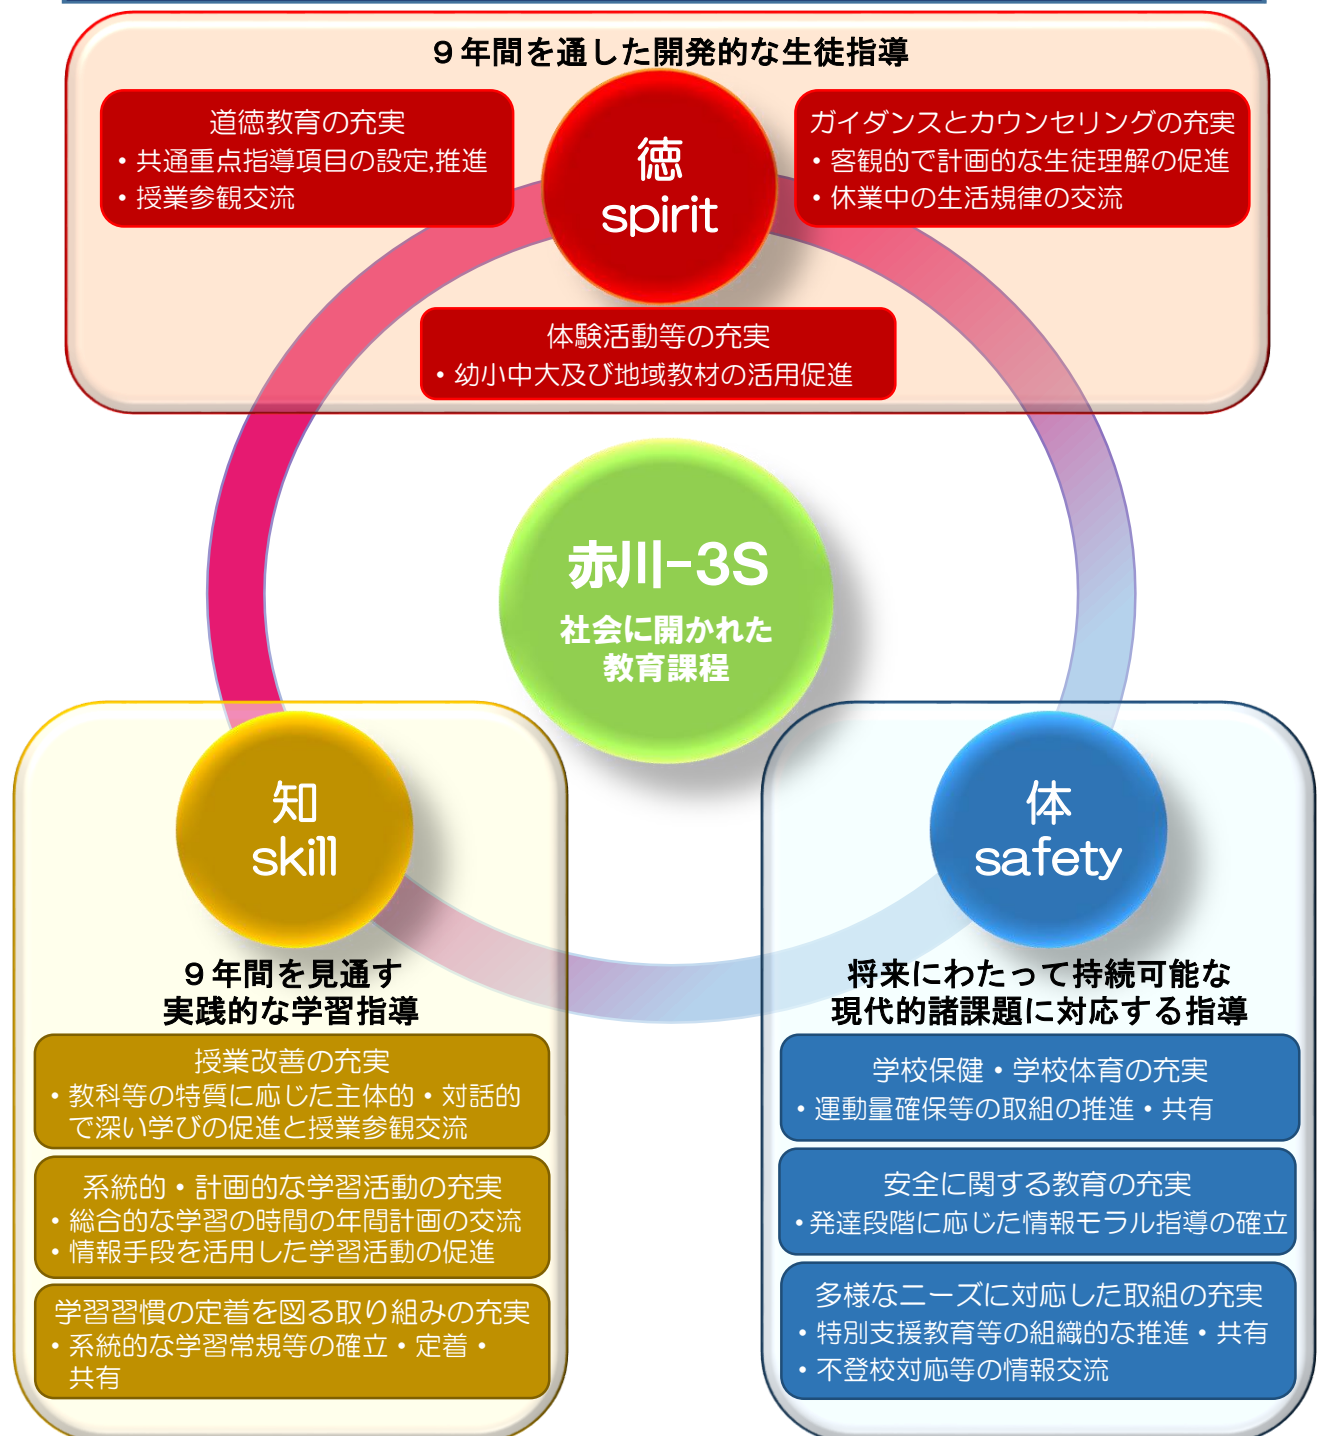 ９年間を通した開発的な生徒指導
道徳教育の充実
・共通重点指導項目の設定,推進
・授業参観交流
徳
spirit
ガイダンスとカウンセリングの充実
・客観的で計画的な生徒理解の促進
・休業中の生活規律の交流
体験活動等の充実
・幼小中大及び地域教材の活用促進
赤川-3S
社会に開かれた
教育課程
知
skill
９年間を見通す
実践的な学習指導
授業改善の充実
・教科等の特質に応じた主体的・対話的
で深い学びの促進と授業参観交流
系統的・計画的な学習活動の充実
・総合的な学習の時間の年間計画の交流
・情報手段を活用した学習活動の促進
学習習慣の定着を図る取り組みの充実
・系統的な学習常規等の確立・定着・
共有
体
safety
将来にわたって持続可能な
現代的諸課題に対応する指導
学校保健・学校体育の充実
・運動量確保等の取組の推進・共有
安全に関する教育の充実
・発達段階に応じた情報モラル指導の確立
多様なニーズに対応した取組の充実
・特別支援教育等の組織的な推進・共有
・不登校対応等の情報交流